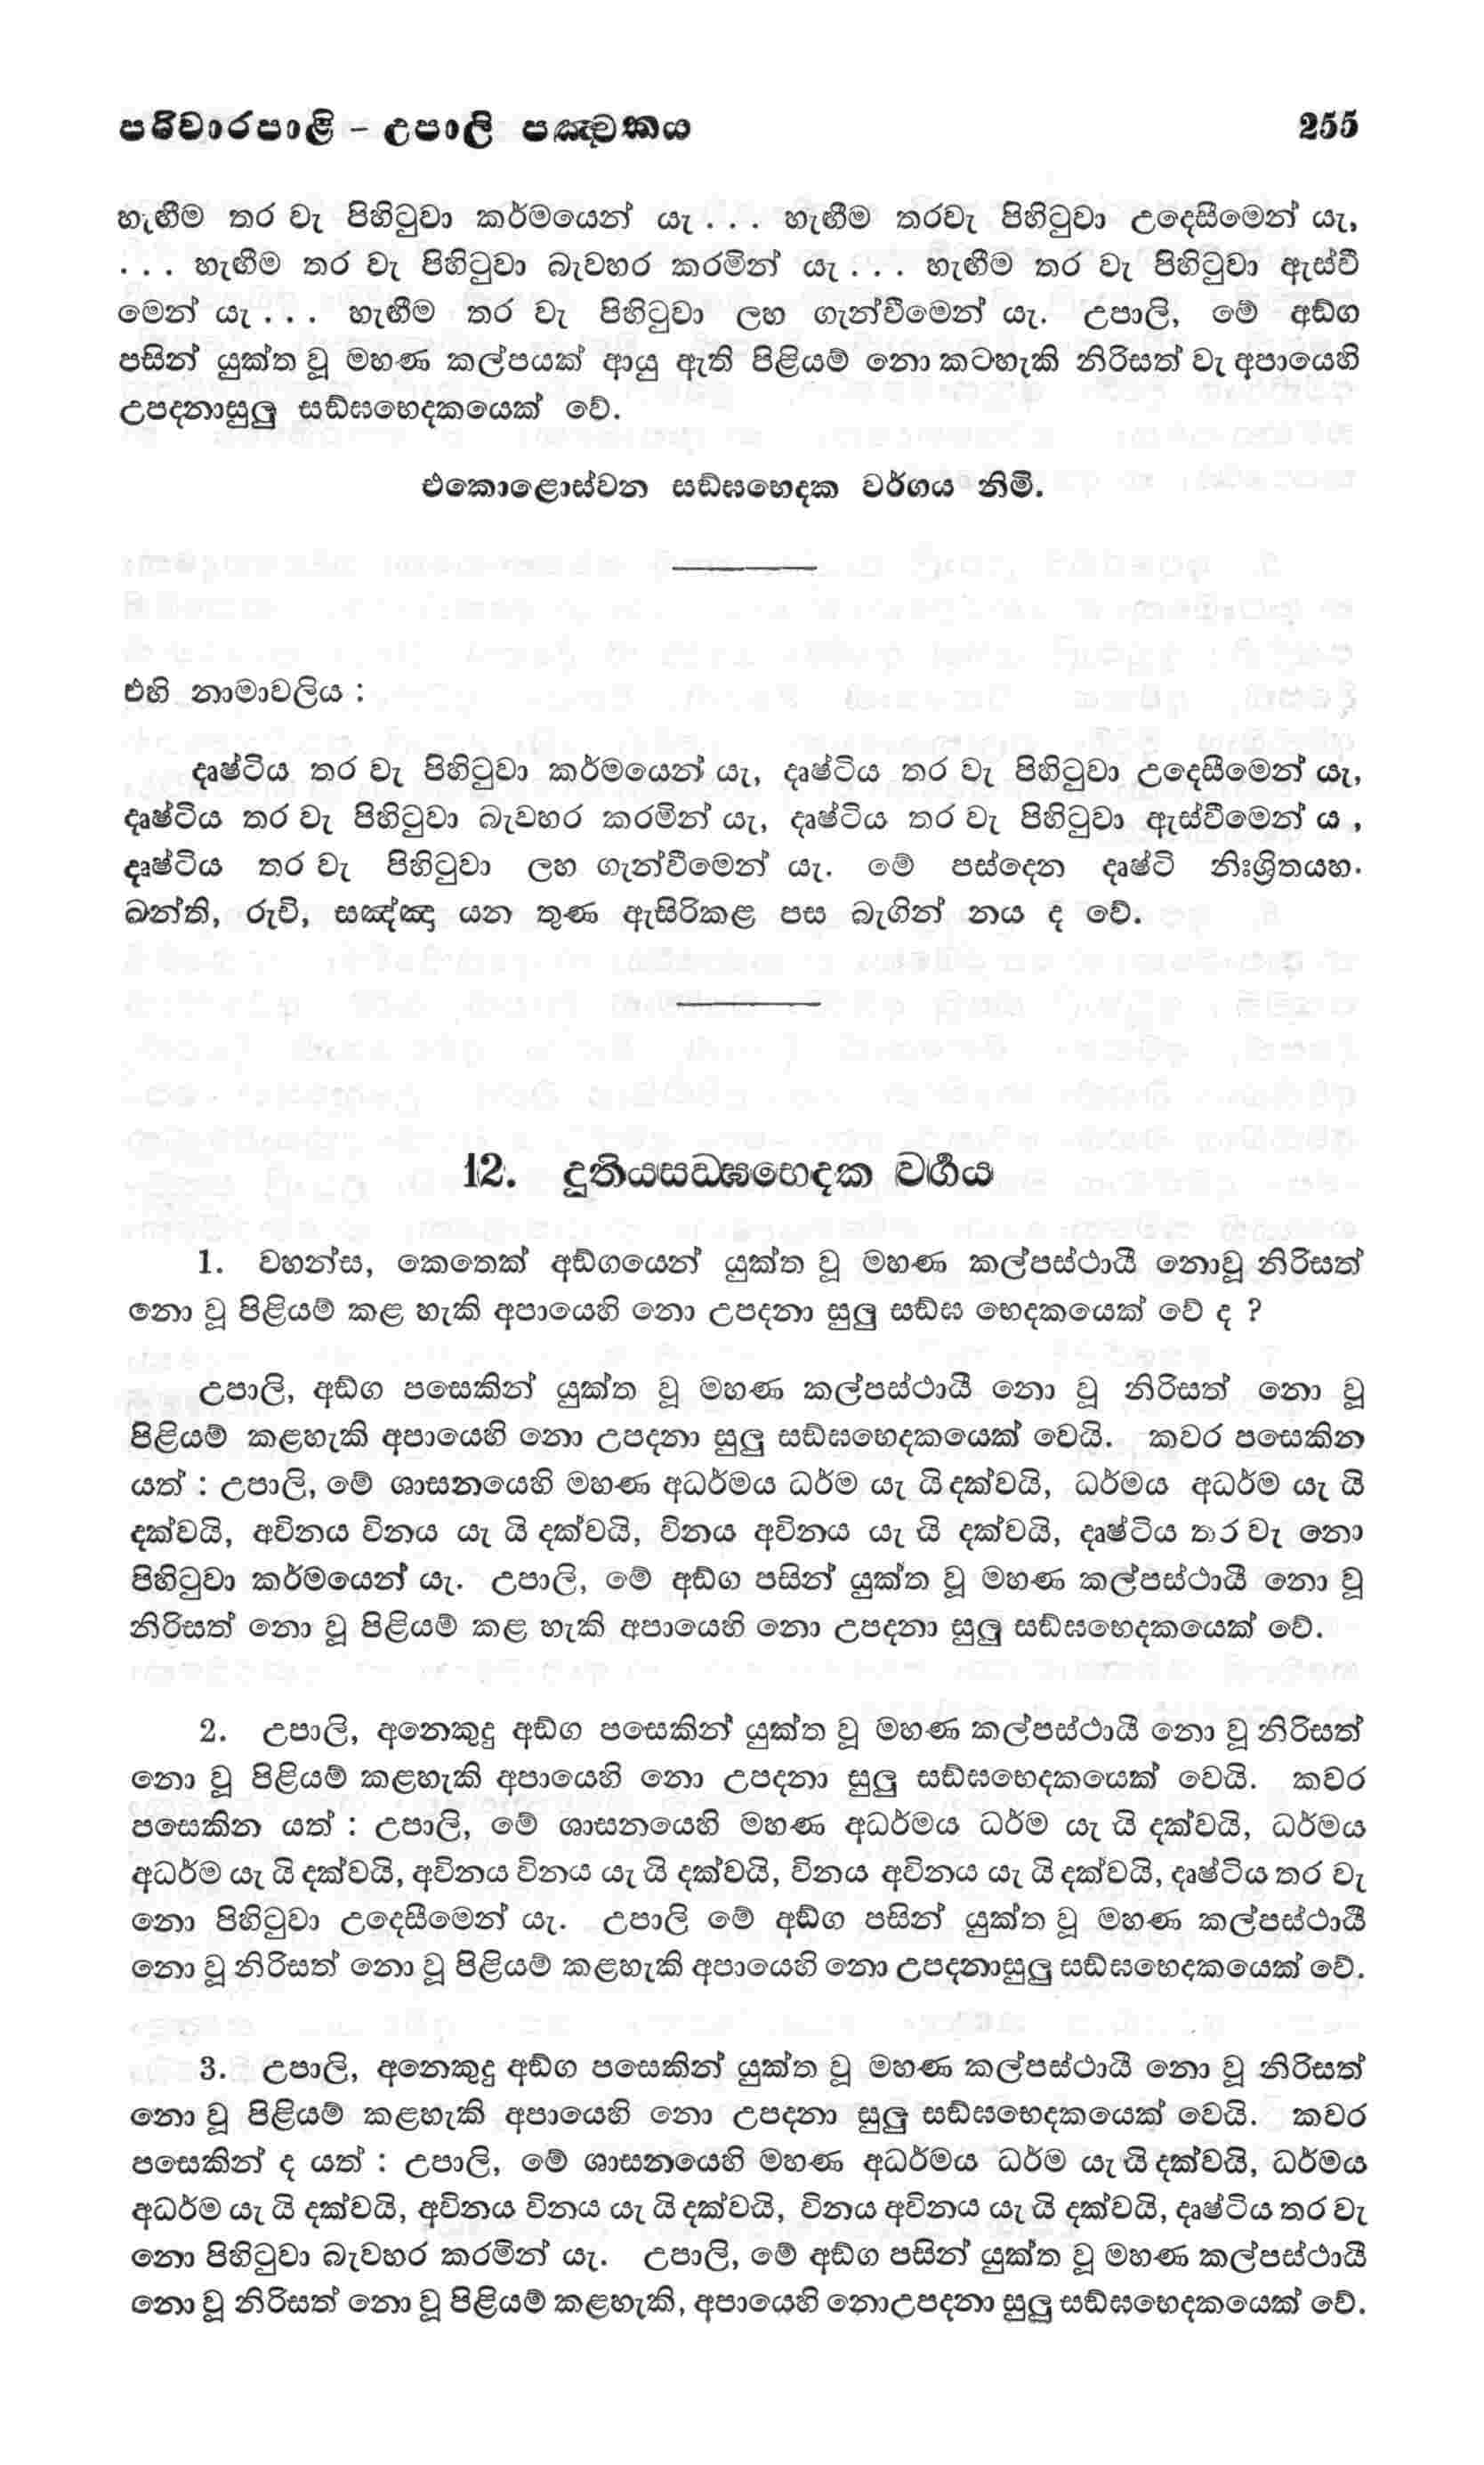 පරිවාරපාළි – උපාලි පඤ්චකය 255
හැඟීම තර වැ පිහිටුවා කර්මයෙන් යැ . . . හැඟීම තරවැ පිහිටුවා උදෙසීමෙන් යැ,
. . . හැඟීම තර වැ පිහිටුවා බැවහර කරමින් යැ . . . හැඟීම තර වැ පිහිටුවා ඇස්වී
මෙන් යැ . . . හැඟීම තර වැ පිහිටුවා ලහ ගැන්වීමෙන් යැ. උපාලි, මේ අඞ්ග
පසින් යුක්ත වූ මහණ කල්පයක් ආයු ඇති පිළියම් නො කටහැකි නිරිසත් වැ අපායෙහි
උපදනාසුලු සඞ්ඝභෙදකයෙක් වේ.
එකොළොස්වන සඞ්ඝභෙදක වර්ගය නිමි.
එහි නාමාවලිය :
දෘෂ්ටිය තර වැ පිහිටුවා කර්මයෙන් යැ, දෘෂ්ටිය තර වැ පිහිටුවා උදෙසීමෙන් යැ,
දෘෂ්ටිය තර වැ පිහිටුවා බැවහර කරමින් යැ, දෘෂ්ටිය තර වැ පිහිටුවා ඇස්වීමෙන් ය ,
දෘෂ්ටිය තර වැ පිහිටුවා ලහ ගැන්වීමෙන් යැ. මේ පස්දෙන දෘෂ්ටි නිඃශ්‍රිතයහ.
ඛන්ති, රුචි, සඤ්ඤා යන තුණ ඇසිරිකළ පස බැගින් නය ද වේ.
12. දුතියසඞ්ඝභෙදක වර්‍ගය
1. වහන්ස, කෙතෙක් අඞ්ගයෙන් යුක්ත වූ මහණ කල්පස්ථායී නොවූ නිරිසත්
නො වූ පිළියම් කළ හැකි අපායෙහි නො උපදනා සුලු සඞ්ඝ භෙදකයෙක් වේ ද ?
උපාලි, අඞ්ග පසෙකින් යුක්ත වූ මහණ කල්පස්ථායී නො වූ නිරිසත් නො වූ
පිළියම් කළහැකි අපායෙහි නො උපදනා සුලු සඞ්ඝභෙදකයෙක් වෙයි. කවර පසෙකින
යත් : උපාලි, මේ ශාසනයෙහි මහණ අධර්මය ධර්ම යැ යි දක්වයි, ධර්මය අධර්ම යැ යි
දක්වයි, අවිනය විනය යැ යි දක්වයි, විනය අවිනය යැ යි දක්වයි, දෘෂ්ටිය තර වැ නො
පිහිටුවා කර්මයෙන් යැ. උපාලි, මේ අඞ්ග පසින් යුක්ත වූ මහණ කල්පස්ථායී නො වූ
නිරිසත් නො වූ පිළියම් කළ හැකි අපායෙහි නො උපදනා සුලු සඞ්ඝභෙදකයෙක් වේ.
2. උපාලි, අනෙකුදු අඞ්ග පසෙකින් යුක්ත වූ මහණ කල්පස්ථායී නො වූ නිරිසත්
නො වූ පිළියම් කළහැකි අපායෙහි නො උපදනා සුලු සඞ්ඝභෙදකයෙක් වෙයි. කවර
පසෙකින යත් : උපාලි, මේ ශාසනයෙහි මහණ අධර්මය ධර්ම යැ යි දක්වයි, ධර්මය
අධර්ම යැ යි දක්වයි, අවිනය විනය යැ යි දක්වයි, විනය අවිනය යැ යි දක්වයි, දෘෂ්ටිය තර වැ
නො පිහිටුවා උදෙසීමෙන් යැ. උපාලි මේ අඞ්ග පසින් යුක්ත වූ මහණ කල්පස්ථායී
නො වූ නිරිසත් නො වූ පිළියම් කළහැකි අපායෙහි නො උපදනාසුලු සඞ්ඝභෙදකයෙක් වේ.
3. උපාලි, අනෙකුදු අඞ්ග පසෙකින් යුක්ත වූ මහණ කල්පස්ථායී නො වූ නිරිසත්
නො වූ පිළියම් කළහැකි අපායෙහි නො උපදනා සුලු සඞ්ඝභෙදකයෙක් වෙයි. කවර
පසෙකින් ද යත් : උපාලි, මේ ශාසනයෙහි මහණ අධර්මය ධර්ම යැ යි දක්වයි, ධර්මය
අධර්ම යැ යි දක්වයි, අවිනය විනය යැ යි දක්වයි, විනය අවිනය යැ යි දක්වයි, දෘෂ්ටිය තර වැ
නො පිහිටුවා බැවහර කරමින් යැ. උපාලි, මේ අඞ්ග පසින් යුක්ත වූ මහණ කල්පස්ථායී
නො වූ නිරිසත් නො වූ පිළියම් කළහැකි, අපායෙහි නොඋපදනා සුලු සඞ්ඝභෙදකයෙක් වේ.